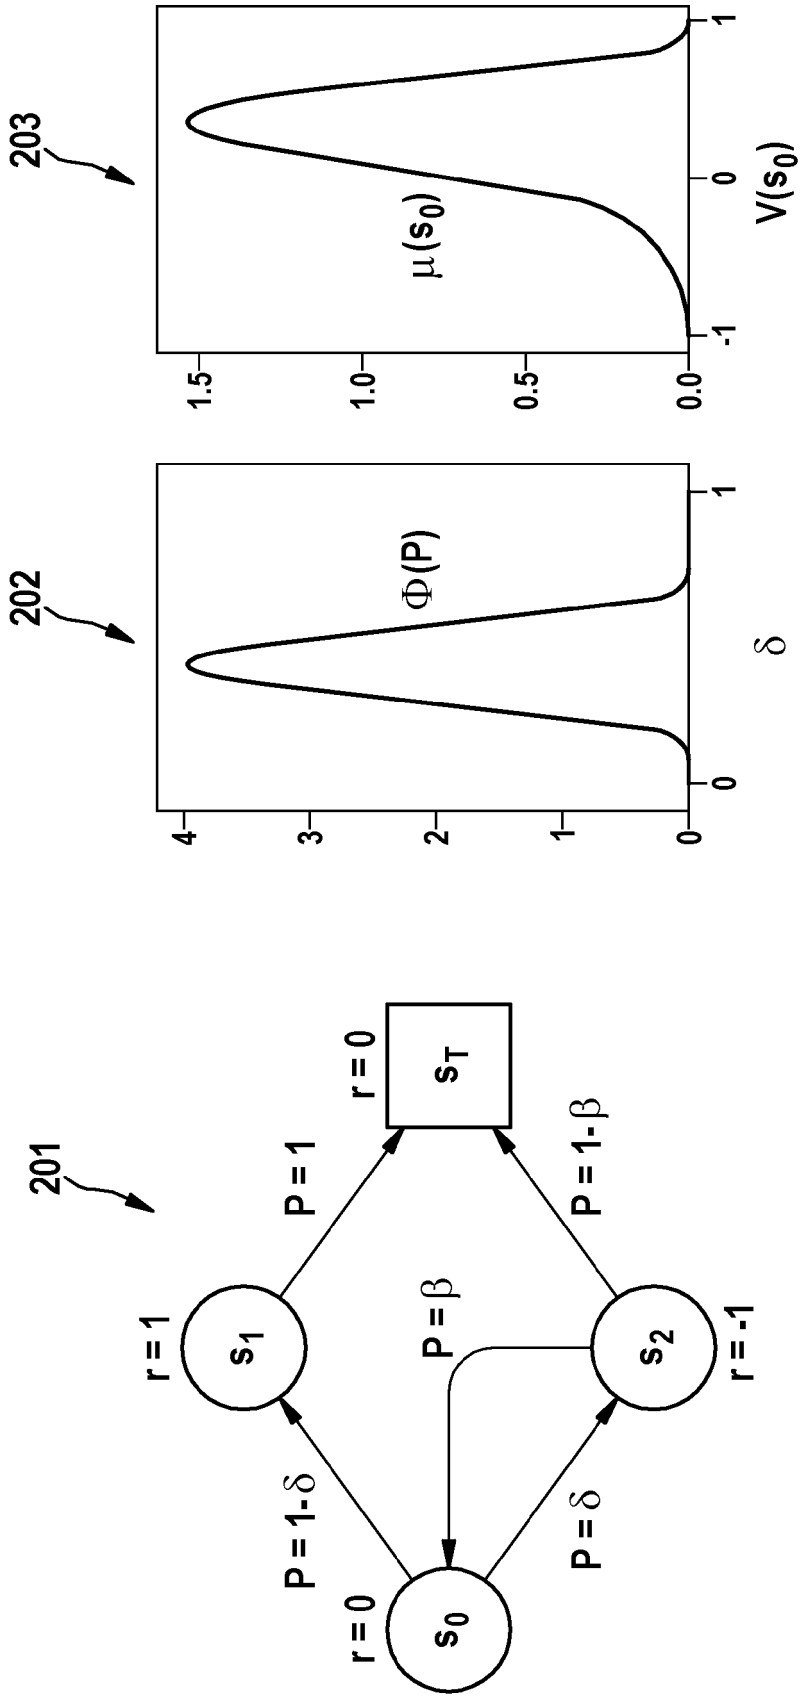 201
r = 0
s0
P = 1-δ
P = δ
r = 1
s1
P = β
s2
r = -1
P = 1
P = 1-β
r = 0
sT
202
4
3
2
1
0
Φ(P)
0
1
δ
203
1.5
1.0
0.5
0.0
μ(s0)
-1
0
1
V(s0)